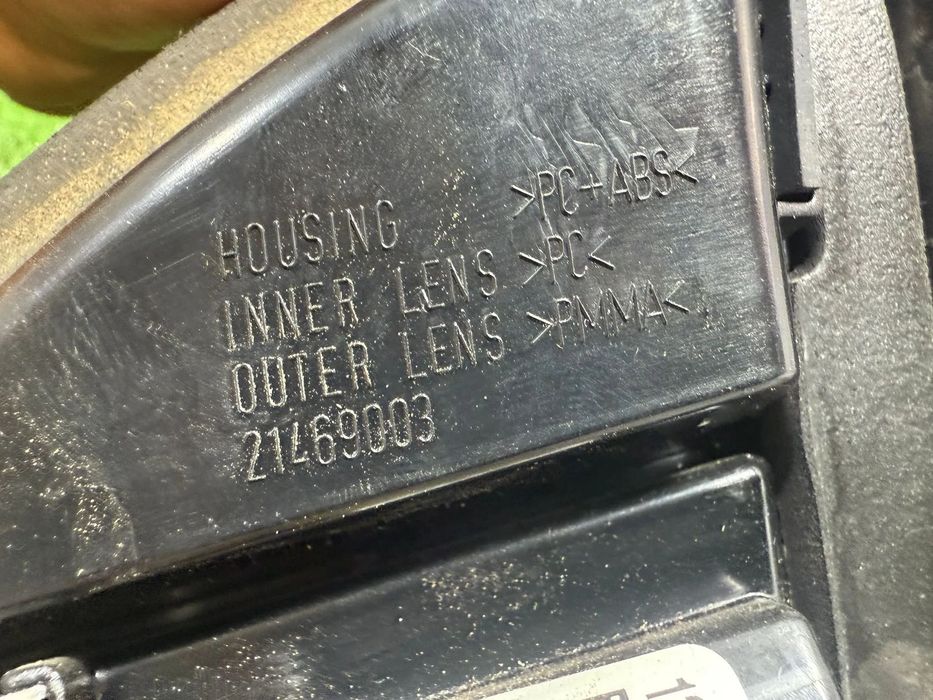 HOUSING >PC+ABS<
INNER LENS >PC<
OUTER LENS >PMMA<
21469003